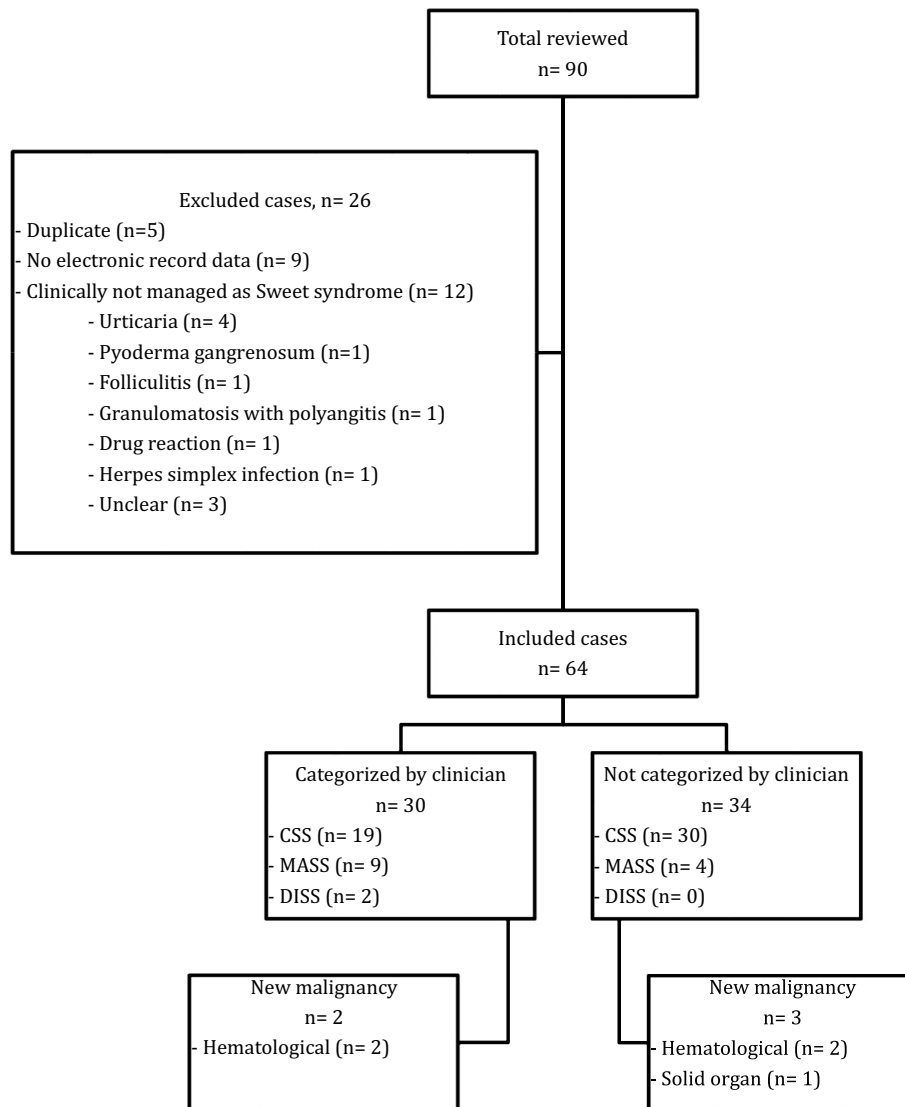 Total reviewed
n= 90
Excluded cases, n= 26
- Duplicate (n=5)
- No electronic record data (n= 9)
- Clinically not managed as Sweet syndrome (n= 12)
- Urticaria (n= 4)
- Pyoderma gangrenosum (n=1)
- Folliculitis (n= 1)
- Granulomatosis with polyangitis (n= 1)
- Drug reaction (n= 1)
- Herpes simplex infection (n= 1)
- Unclear (n= 3)
Included cases
n= 64
Categorized by clinician
n= 30
- CSS (n= 19)
- MASS (n= 9)
- DISS (n= 2)
Not categorized by clinician
n= 34
- CSS (n= 30)
- MASS (n= 4)
- DISS (n= 0)
New malignancy
n= 2
- Hematological (n= 2)
New malignancy
n= 3
- Hematological (n= 2)
- Solid organ (n= 1)